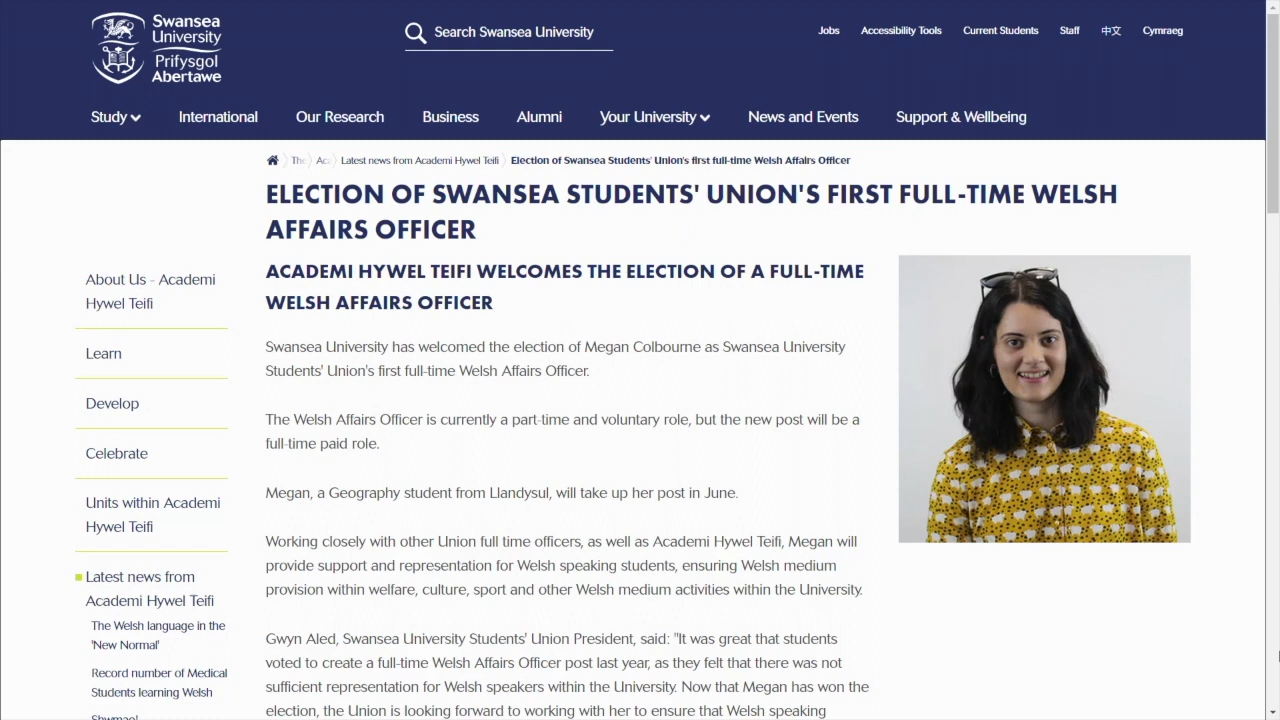 Swansea
University
Prifysgol
Abertawe
Search Swansea University
Jobs
Accessibility Tools
Current Students
Staff
中文
Cymraeg
Study
International
Our Research
Business
Alumni
Your University
News and Events
Support & Wellbeing
Latest news from Academi Hywel Teifi
Election of Swansea Students' Union's first full-time Welsh Affairs Officer
ELECTION OF SWANSEA STUDENTS' UNION'S FIRST FULL-TIME WELSH
AFFAIRS OFFICER
About Us - Academi
Hywel Teifi
Learn
Develop
Celebrate
Units within Academi
Hywel Teifi
Latest news from
Academi Hywel Teifi
The Welsh language in the
'New Normal'
Record number of Medical
Students learning Welsh
Shwmae!
ACADEMI HYWEL TEIFI WELCOMES THE ELECTION OF A FULL-TIME
WELSH AFFAIRS OFFICER
Swansea University has welcomed the election of Megan Colbourne as Swansea University
Students' Union's first full-time Welsh Affairs Officer.
The Welsh Affairs Officer is currently a part-time and voluntary role, but the new post will be a
full-time paid role.
Megan, a Geography student from Llandysul, will take up her post in June.
Working closely with other Union full time officers, as well as Academi Hywel Teifi, Megan will
provide support and representation for Welsh speaking students, ensuring Welsh medium
provision within welfare, culture, sport and other Welsh medium activities within the University.
Gwyn Aled, Swansea University Students' Union President, said: "It was great that students
voted to create a full-time Welsh Affairs Officer post last year, as they felt that there was not
sufficient representation for Welsh speakers within the University. Now that Megan has won the
election, the Union is looking forward to working with her to ensure that Welsh speaking